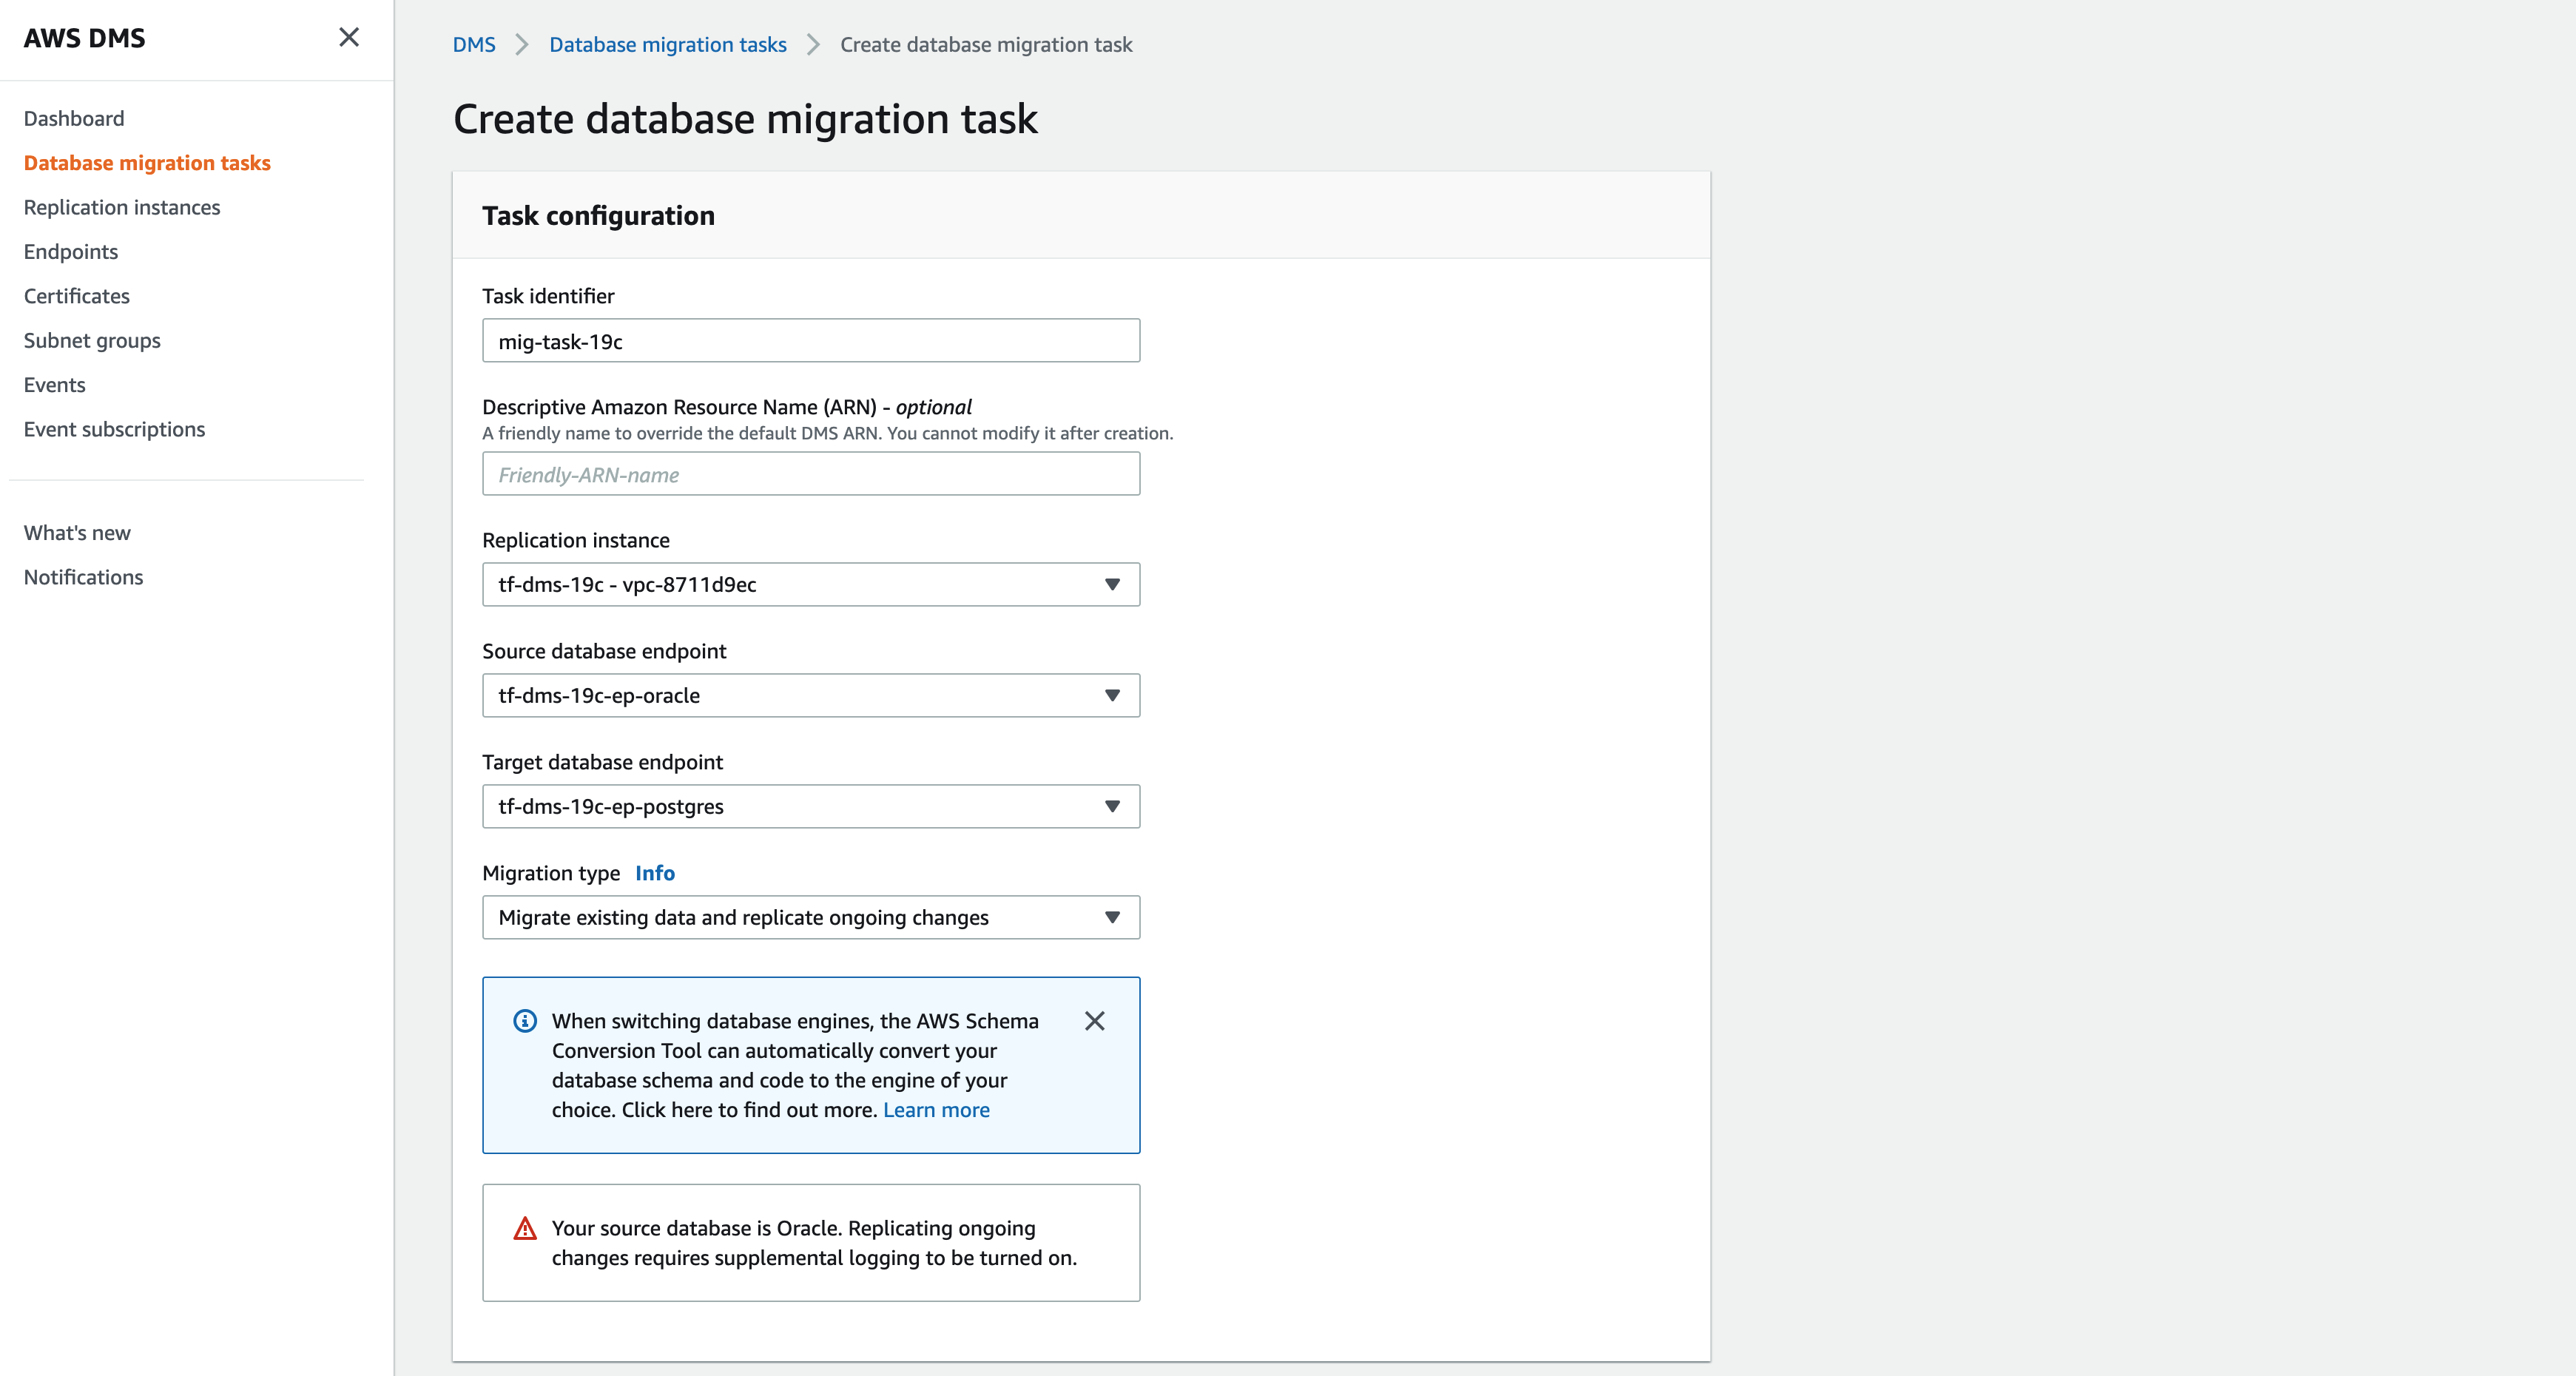 AWS DMS
Dashboard
Database migration tasks
Replication instances
Endpoints
Certificates
Subnet groups
Events
Event subscriptions
What's new
Notifications
DMS > Database migration tasks > Create database migration task
Create database migration task
Task configuration
Task identifier
mig-task-19c
Descriptive Amazon Resource Name (ARN) - optional
A friendly name to override the default DMS ARN. You cannot modify it after creation.
Friendly-ARN-name
Replication instance
tf-dms-19c - vpc-8711d9ec
Source database endpoint
tf-dms-19c-ep-oracle
Target database endpoint
tf-dms-19c-ep-postgres
Migration type Info
Migrate existing data and replicate ongoing changes
When switching database engines, the AWS Schema
Conversion Tool can automatically convert your
database schema and code to the engine of your
choice. Click here to find out more. Learn more
Your source database is Oracle. Replicating ongoing
changes requires supplemental logging to be turned on.